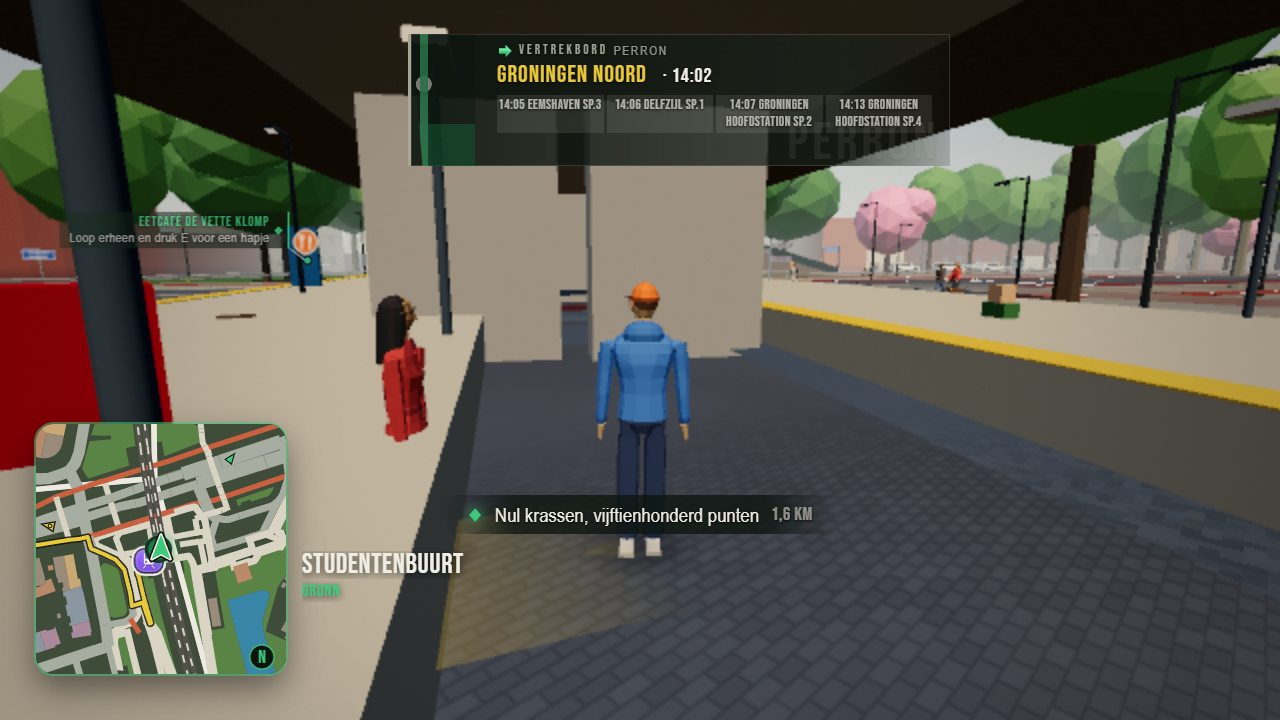 VERTREKBORD PERRON
GRONINGEN NOORD · 14:02
14:05 EEMSHAVEN SP.3
14:06 DELFZIJL SP.1
14:07 GRONINGEN
HOOFDSTATION SP.2
14:13 GRONINGEN
HOOFDSTATION SP.4
PERRON
EETCAFÉ DE VETTE KLOMP
Loop erheen en druk E voor een hapje
Nul krassen, vijftienhonderd punten 1,6 KM
STUDENTENBUURT
GRUNN
N